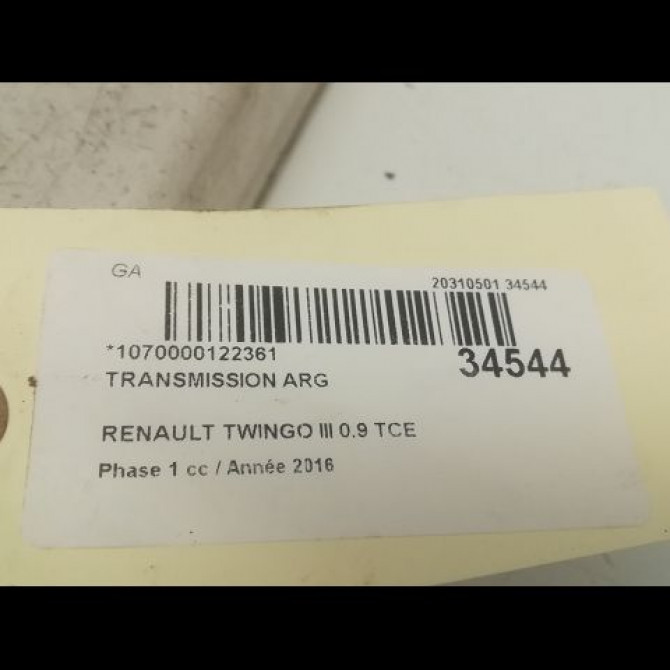 GA
20310501 34544
*1070000122361
34544
TRANSMISSION ARG
RENAULT TWINGO III 0.9 TCE
Phase 1 cc / Année 2016